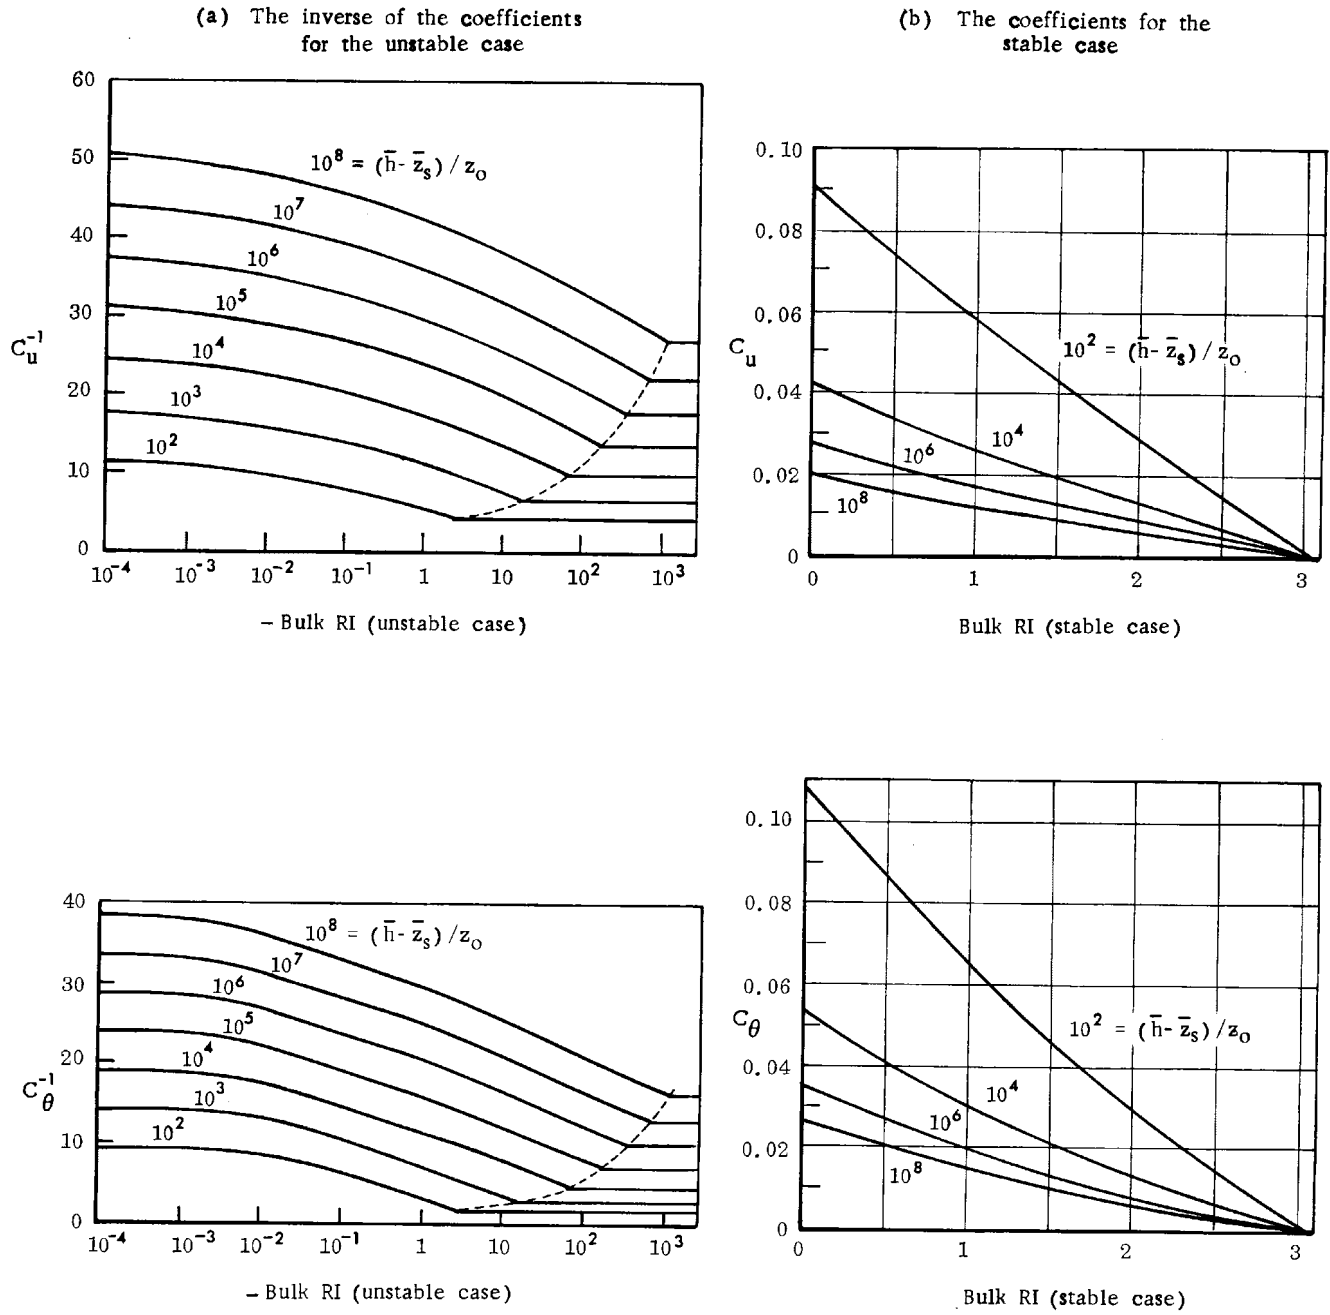 (a) The inverse of the coefficients
for the unstable case
60
50
40
30
20
10
0
C_u^-1
10^8 = (h̄- z̄_s) / z_o
10^7
10^6
10^5
10^4
10^3
10^2
10^-4 10^-3 10^-2 10^-1 1 10 10^2 10^3
– Bulk RI (unstable case)
(b) The coefficients for the
stable case
0.10
0.08
0.06
0.04
0.02
0
C_u
10^2 = (h̄- z̄_s) / z_o
10^4
10^6
10^8
0 1 2 3
Bulk RI (stable case)
40
30
20
10
0
C_θ^-1
10^8 = (h̄- z̄_s) /z_o
10^7
10^6
10^5
10^4
10^3
10^2
10^-4 10^-3 10^-2 10^-1 1 10 10^2 10^3
– Bulk RI (unstable case)
0.10
0.08
0.06
0.04
0.02
0
C_θ
10^2 = (h̄- z̄_s)/z_o
10^4
10^6
10^8
0 1 2 3
Bulk RI (stable case)